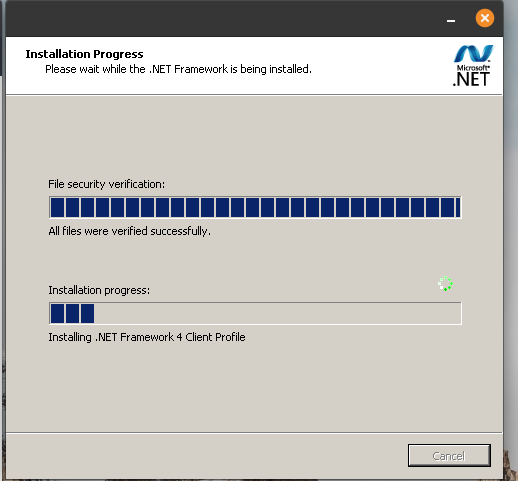 Installation Progress
Please wait while the .NET Framework is being installed.
Microsoft®
.NET
File security verification:
All files were verified successfully.
Installation progress:
Installing .NET Framework 4 Client Profile
Cancel